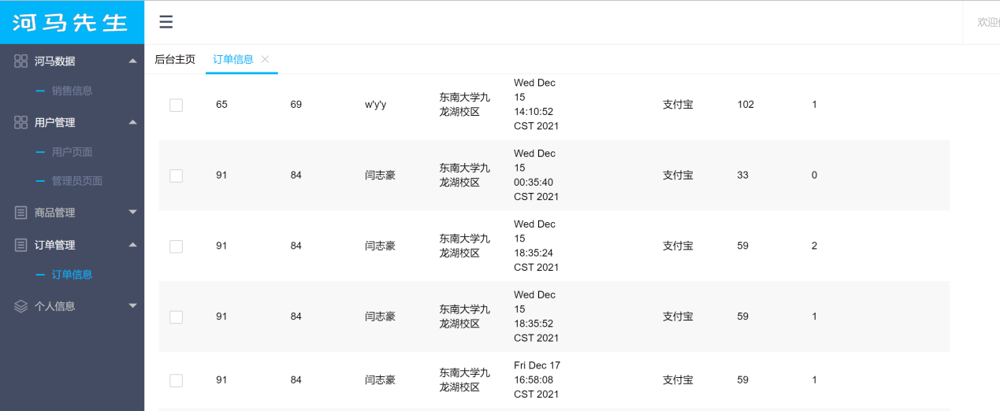 河马先生
欢迎
后台主页
订单信息
河马数据
销售信息
用户管理
用户页面
管理员页面
商品管理
订单管理
订单信息
个人信息
65 69 w'y'y 东南大学九 Wed Dec 支付宝 102 1
龙湖校区 15
14:10:52
CST 2021
91 84 闫志豪 东南大学九 Wed Dec 支付宝 33 0
龙湖校区 15
00:35:40
CST 2021
91 84 闫志豪 东南大学九 Wed Dec 支付宝 59 2
龙湖校区 15
18:35:24
CST 2021
91 84 闫志豪 东南大学九 Wed Dec 支付宝 59 1
龙湖校区 15
18:35:52
CST 2021
91 84 闫志豪 东南大学九 Fri Dec 17 支付宝 59 1
龙湖校区 16:58:08
CST 2021